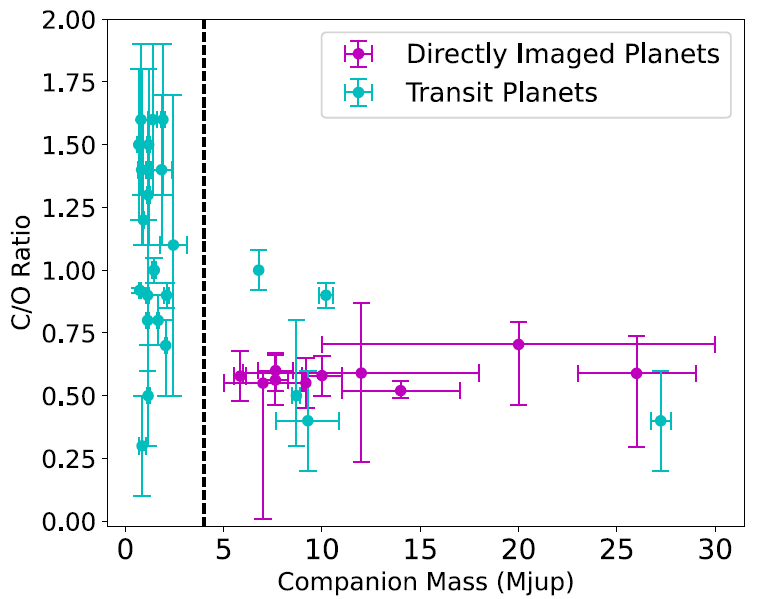 2.00
1.75
1.50
1.25
1.00
0.75
0.50
0.25
0.00
C/O Ratio
Directly Imaged Planets
Transit Planets
0 5 10 15 20 25 30
Companion Mass (Mjup)